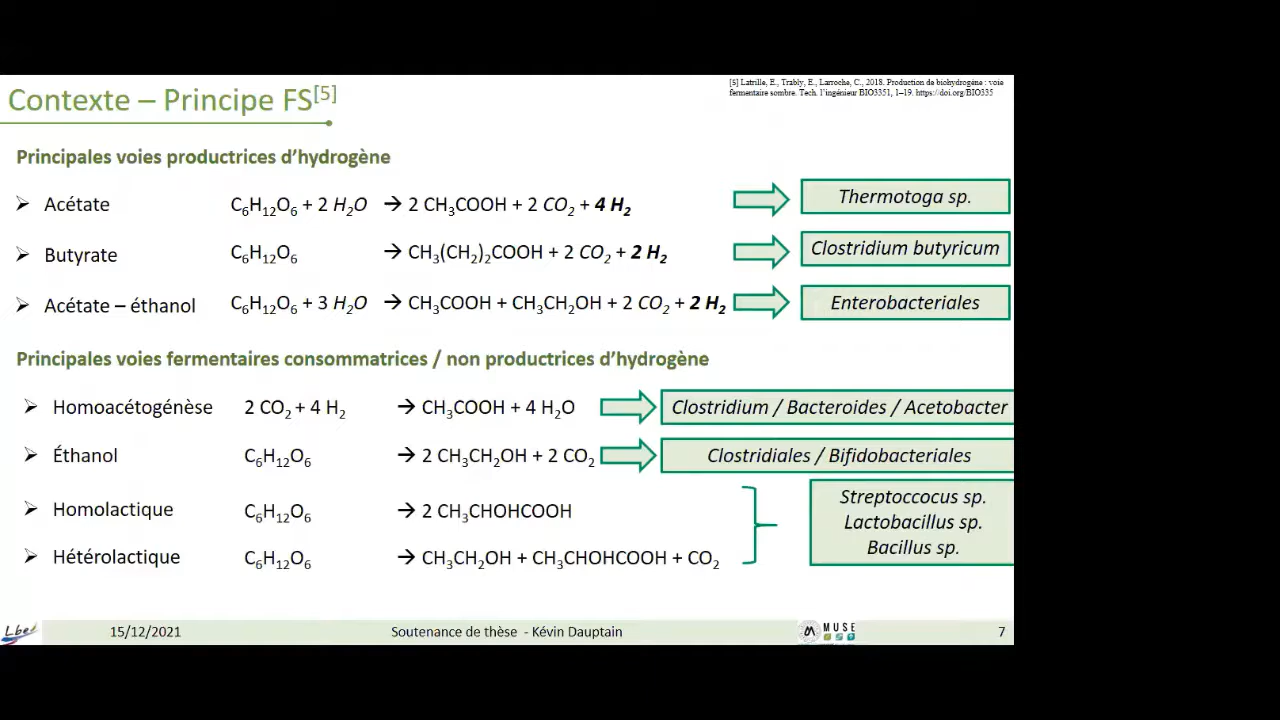 [5] Latrille, E., Trably, E., Larroche, C., 2018. Production de biohydrogène : voie
fermentaire sombre. Tech. l'ingénieur BIO3351, 1–19. https://doi.org/BIO335
Contexte – Principe FS[5]
Principales voies productrices d'hydrogène
➢ Acétate C6H12O6 + 2 H2O → 2 CH3COOH + 2 CO2 + 4 H2 Thermotoga sp.
➢ Butyrate C6H12O6 → CH3(CH2)2COOH + 2 CO2 + 2 H2 Clostridium butyricum
➢ Acétate – éthanol C6H12O6 + 3 H2O → CH3COOH + CH3CH2OH + 2 CO2 + 2 H2 Enterobacteriales
Principales voies fermentaires consommatrices / non productrices d'hydrogène
➢ Homoacétogénèse 2 CO2 + 4 H2 → CH3COOH + 4 H2O Clostridium / Bacteroides / Acetobacter
➢ Éthanol C6H12O6 → 2 CH3CH2OH + 2 CO2 Clostridiales / Bifidobacteriales
➢ Homolactique C6H12O6 → 2 CH3CHOHCOOH
➢ Hétérolactique C6H12O6 → CH3CH2OH + CH3CHOHCOOH + CO2
Streptoccocus sp.
Lactobacillus sp.
Bacillus sp.
Lbe 15/12/2021 Soutenance de thèse - Kévin Dauptain MUSE 7